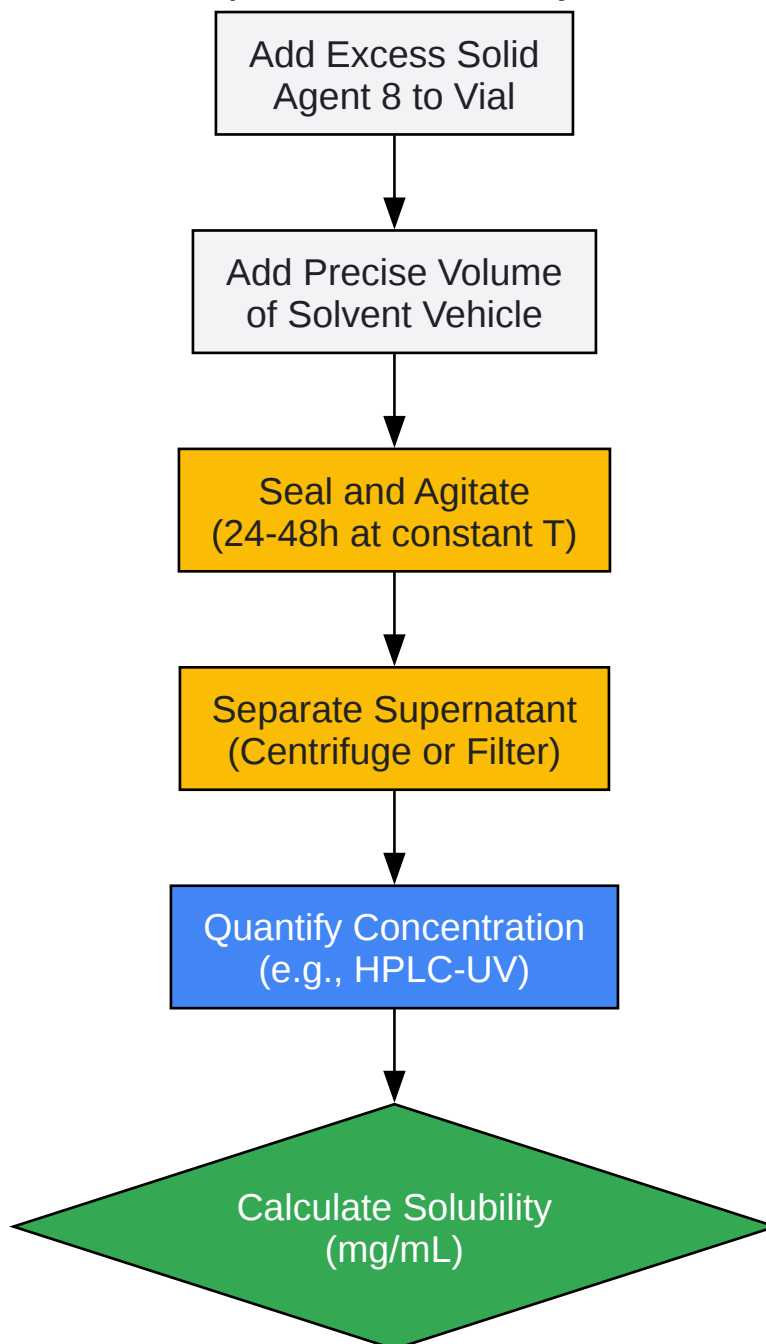 Add Excess Solid
Agent 8 to Vial
Add Precise Volume
of Solvent Vehicle
Seal and Agitate
(24-48h at constant T)
Separate Supernatant
(Centrifuge or Filter)
Quantify Concentration
(e.g., HPLC-UV)
Calculate Solubility
(mg/mL)